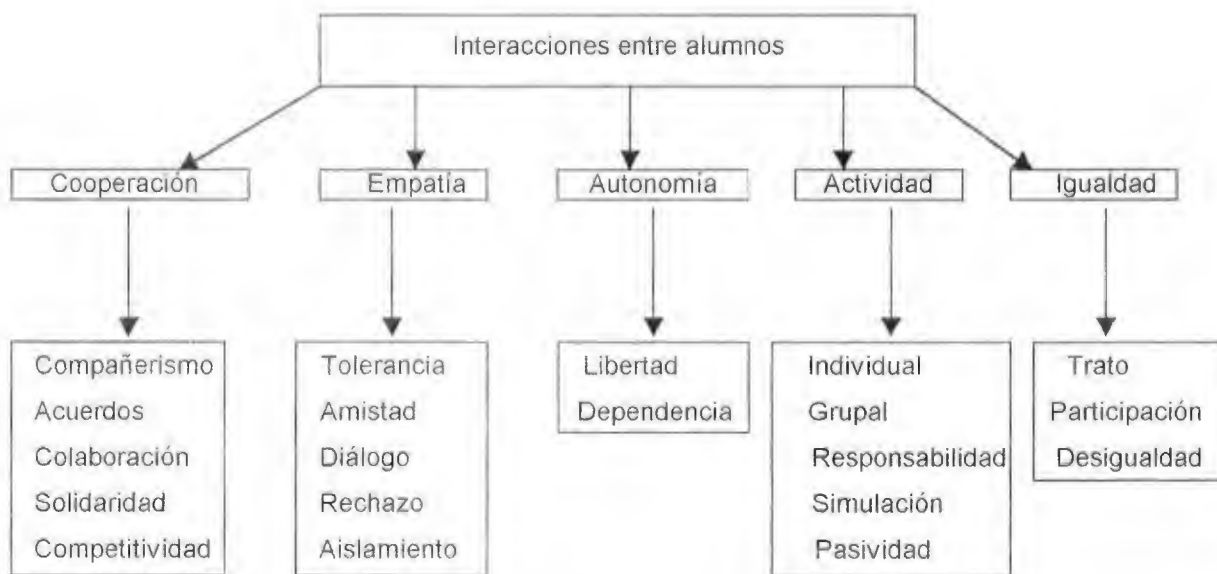 Interacciones entre alumnos
Cooperación
Empatía
Autonomía
Actividad
Igualdad
Compañerismo
Acuerdos
Colaboración
Solidaridad
Competitividad
Tolerancia
Amistad
Diálogo
Rechazo
Aislamiento
Libertad
Dependencia
Individual
Grupal
Responsabilidad
Simulación
Pasividad
Trato
Participación
Desigualdad